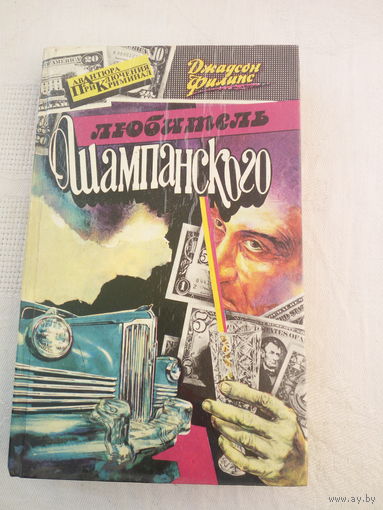 АВАНТЮРА
ПРИКЛЮЧЕНИЯ
КРИМИНАЛ
Джадсон
Филипс
ЛЮБИТЕЛЬ
ШАМПАНСКОГО
www.ay.by